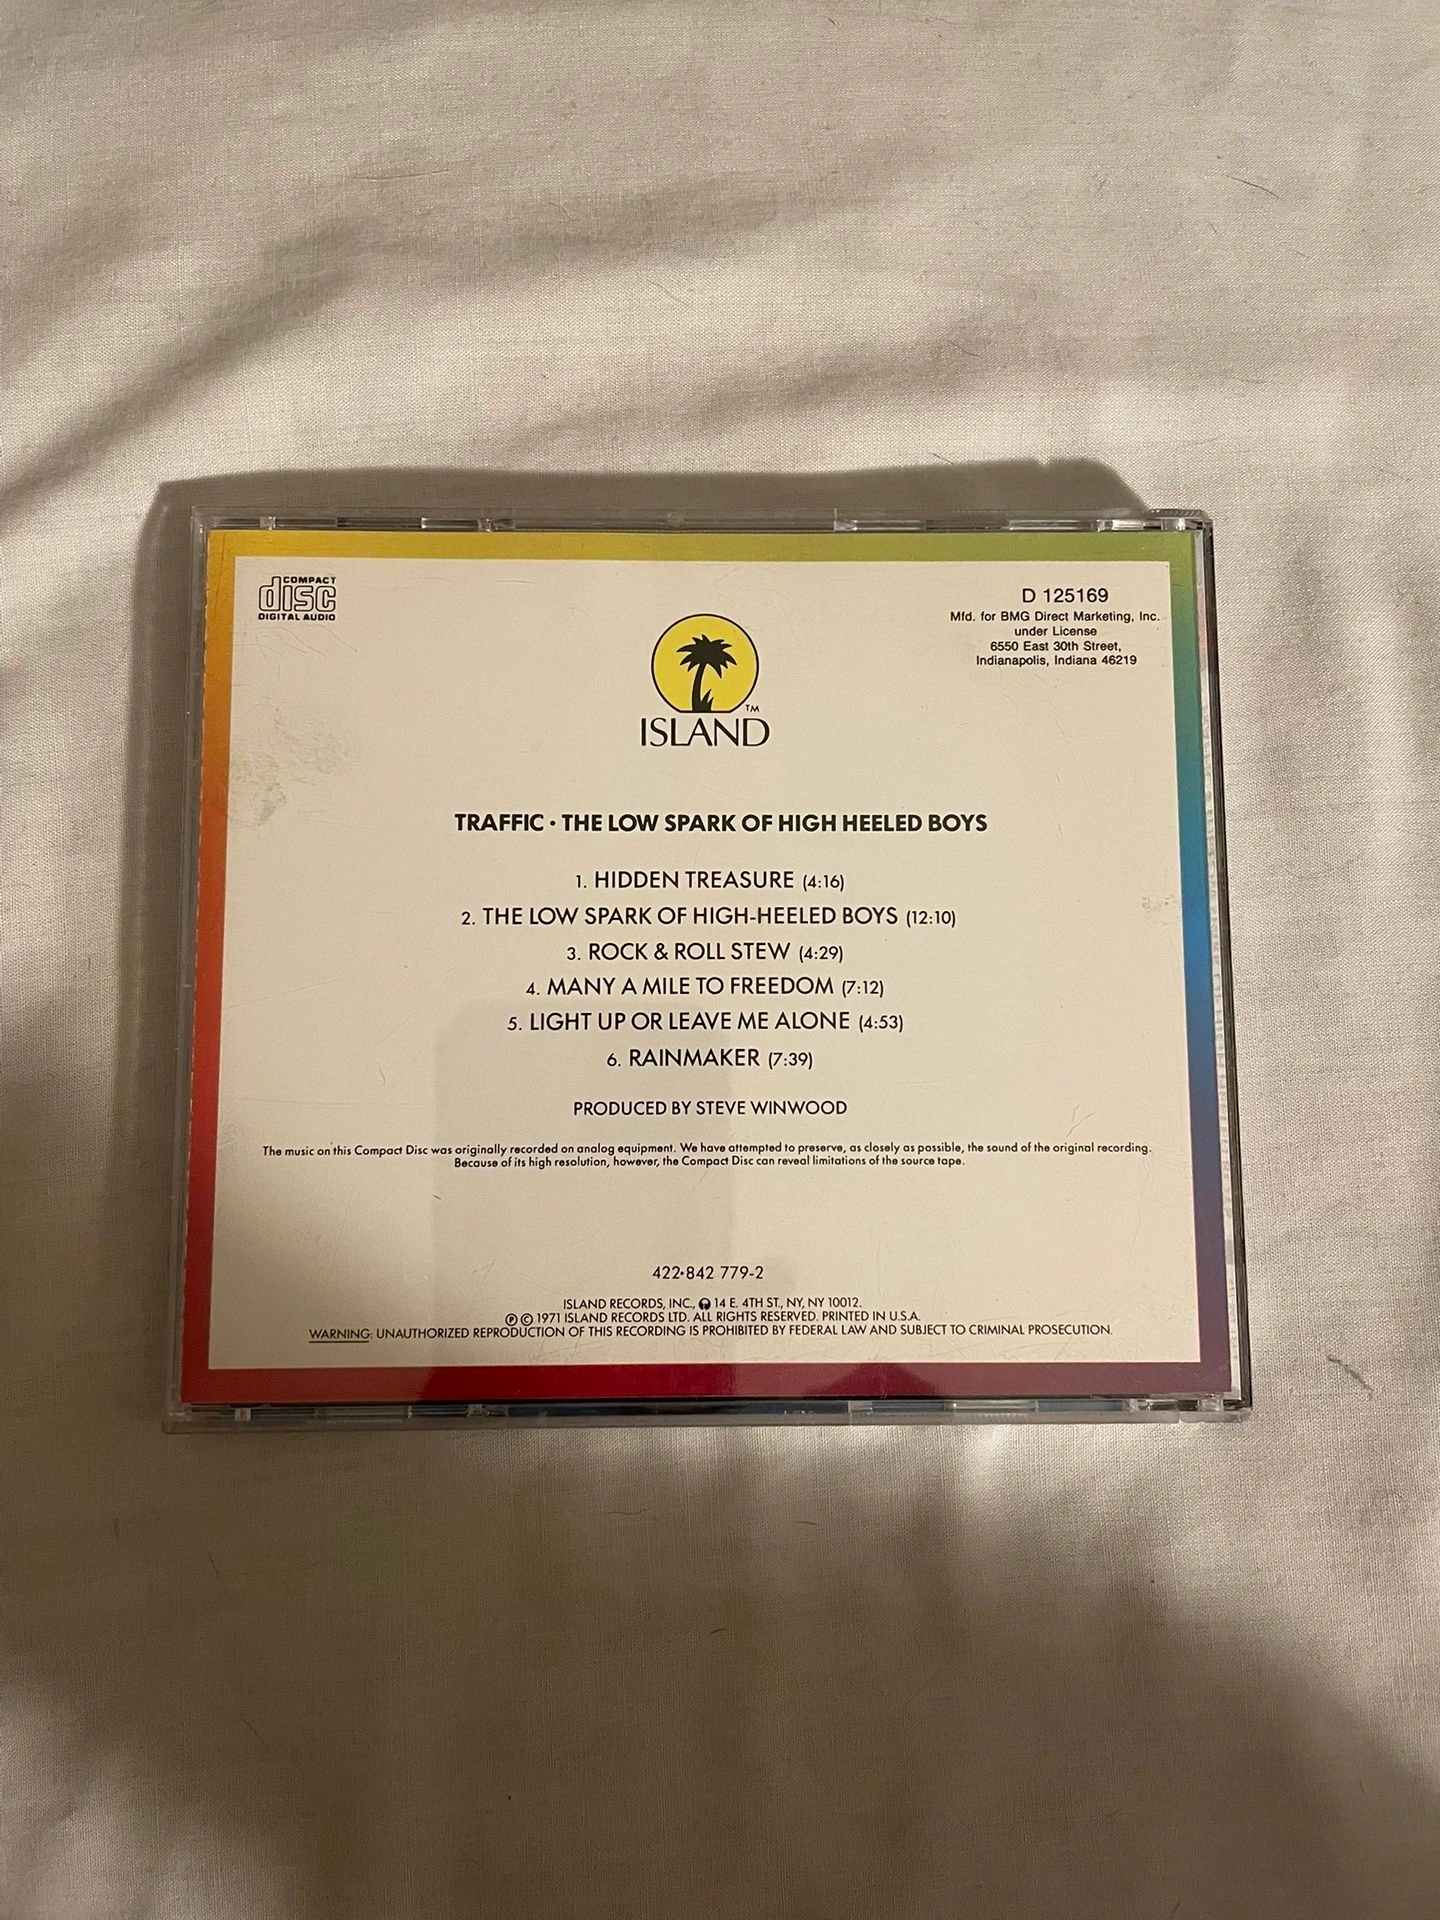 COMPACT
disc
DIGITAL AUDIO
D 125169
Mfd. for BMG Direct Marketing, Inc.
under License
6550 East 30th Street,
Indianapolis, Indiana 46219
TM
ISLAND
TRAFFIC • THE LOW SPARK OF HIGH HEELED BOYS
1. HIDDEN TREASURE (4:16)
2. THE LOW SPARK OF HIGH-HEELED BOYS (12:10)
3. ROCK & ROLL STEW (4:29)
4. MANY A MILE TO FREEDOM (7:12)
5. LIGHT UP OR LEAVE ME ALONE (4:53)
6. RAINMAKER (7:39)
PRODUCED BY STEVE WINWOOD
The music on this Compact Disc was originally recorded on analog equipment. We have attempted to preserve, as closely as possible, the sound of the original recording.
Because of its high resolution, however, the Compact Disc can reveal limitations of the source tape.
422•842 779-2
ISLAND RECORDS, INC., 14 E. 4TH ST., NY, NY 10012.
℗ © 1971 ISLAND RECORDS LTD. ALL RIGHTS RESERVED. PRINTED IN U.S.A.
WARNING: UNAUTHORIZED REPRODUCTION OF THIS RECORDING IS PROHIBITED BY FEDERAL LAW AND SUBJECT TO CRIMINAL PROSECUTION.